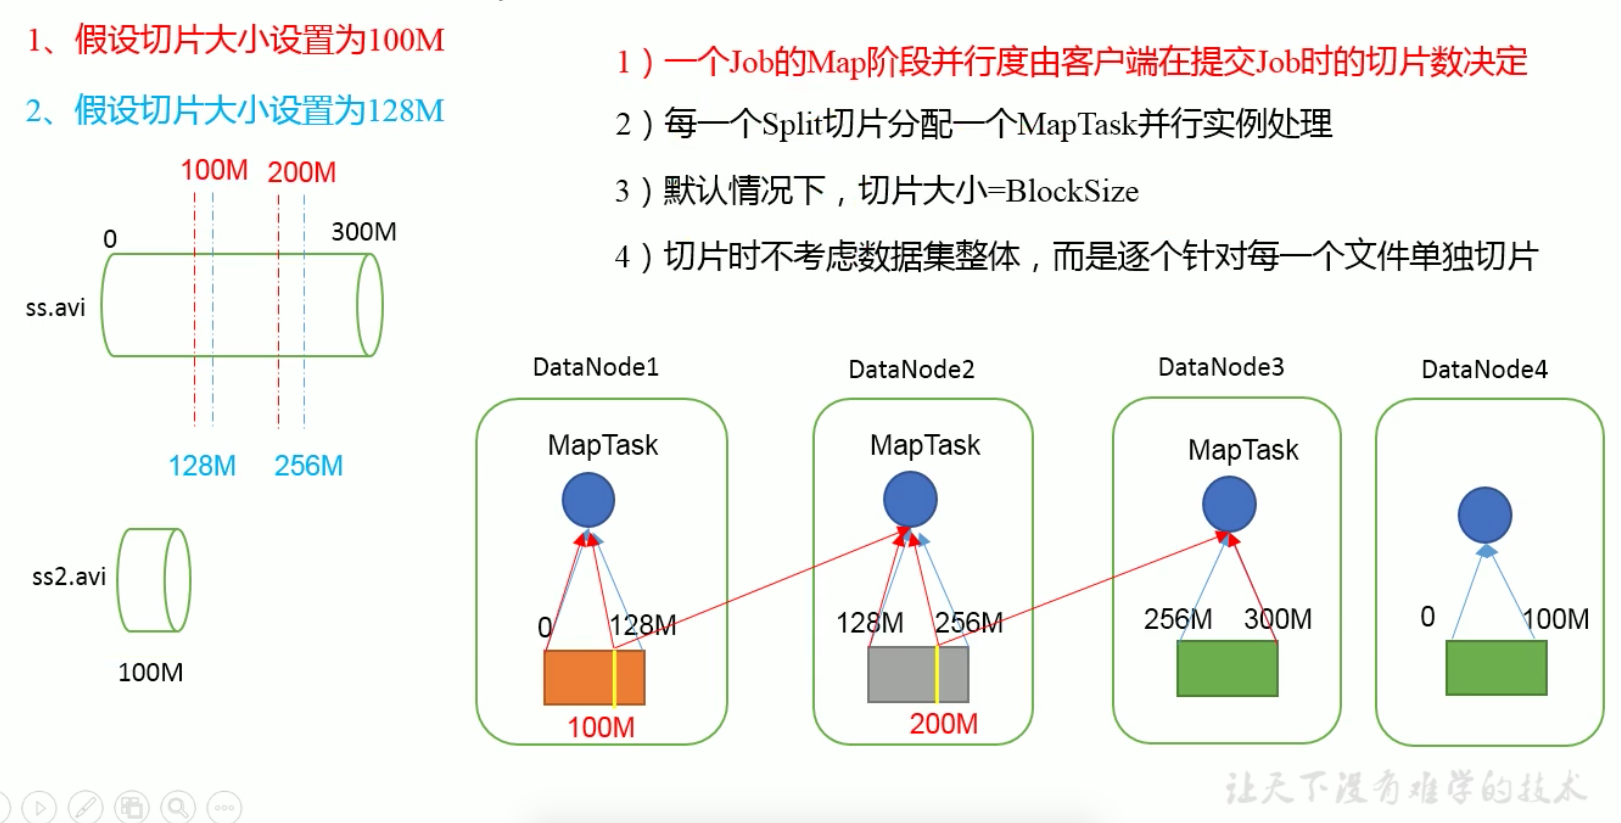 1、假设切片大小设置为100M
2、假设切片大小设置为128M
1）一个Job的Map阶段并行度由客户端在提交Job时的切片数决定
2）每一个Split切片分配一个MapTask并行实例处理
3）默认情况下，切片大小=BlockSize
4）切片时不考虑数据集整体，而是逐个针对每一个文件单独切片
100M 200M
0 300M
ss.avi
128M 256M
ss2.avi
100M
DataNode1
MapTask
0 128M
100M
DataNode2
MapTask
128M 256M
200M
DataNode3
MapTask
256M 300M
DataNode4
0 100M
让天下没有难学的技术